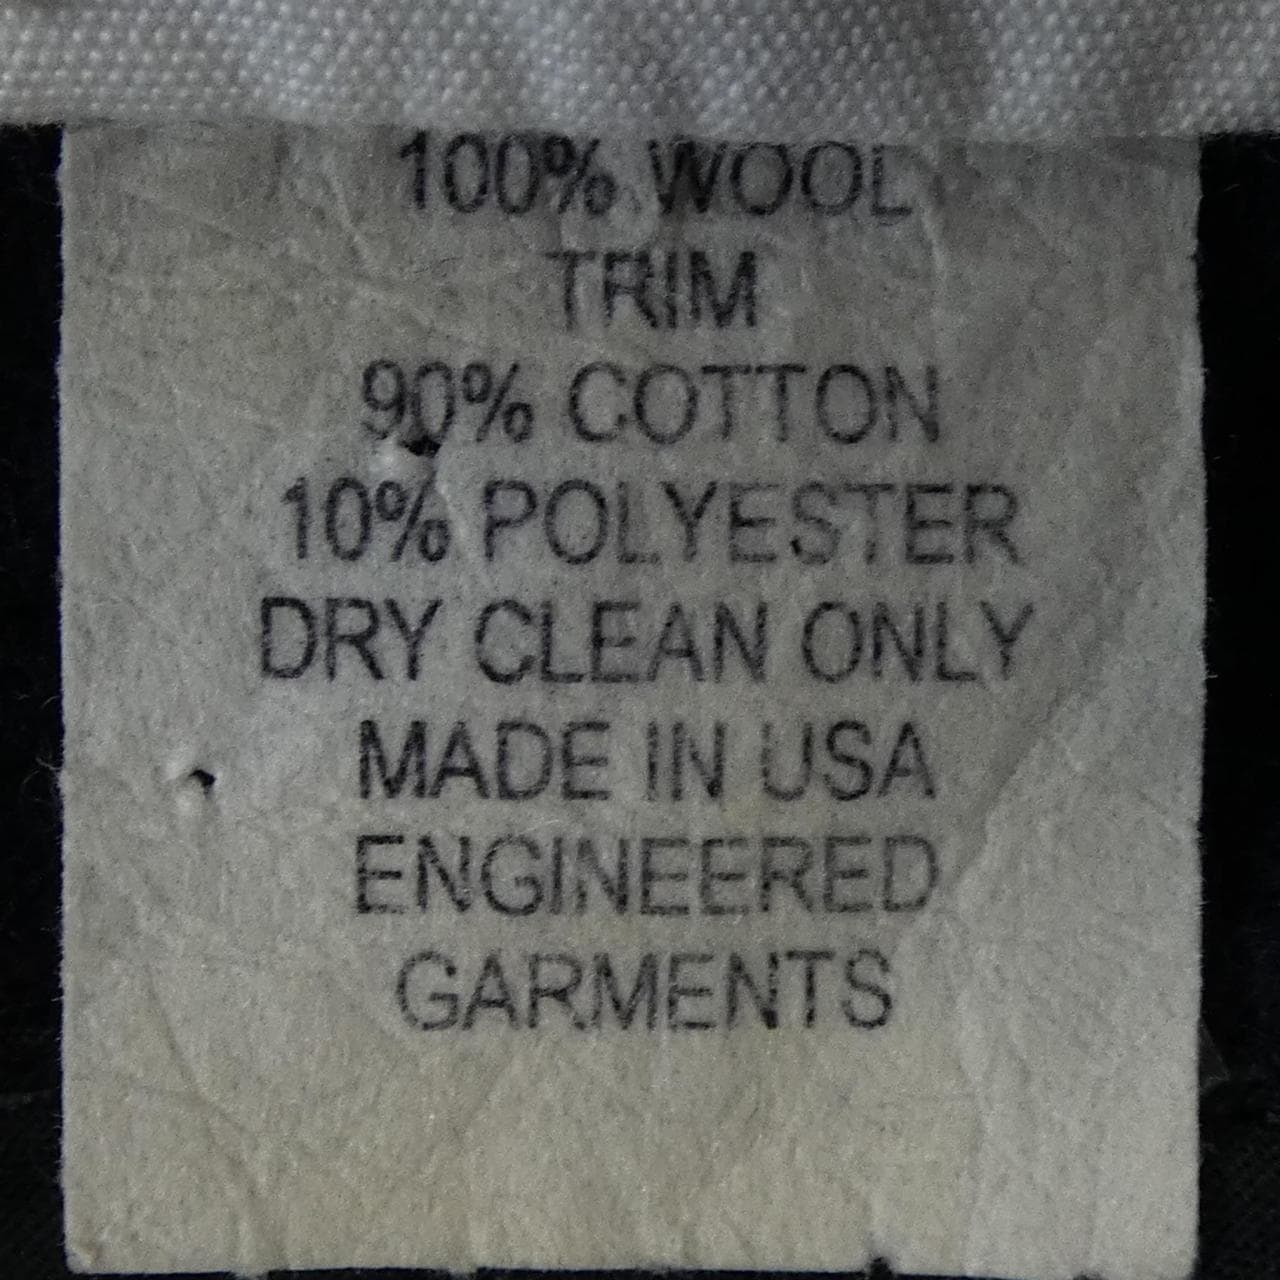 100% WOOL
TRIM
90% COTTON
10% POLYESTER
DRY CLEAN ONLY
MADE IN USA
ENGINEERED
GARMENTS